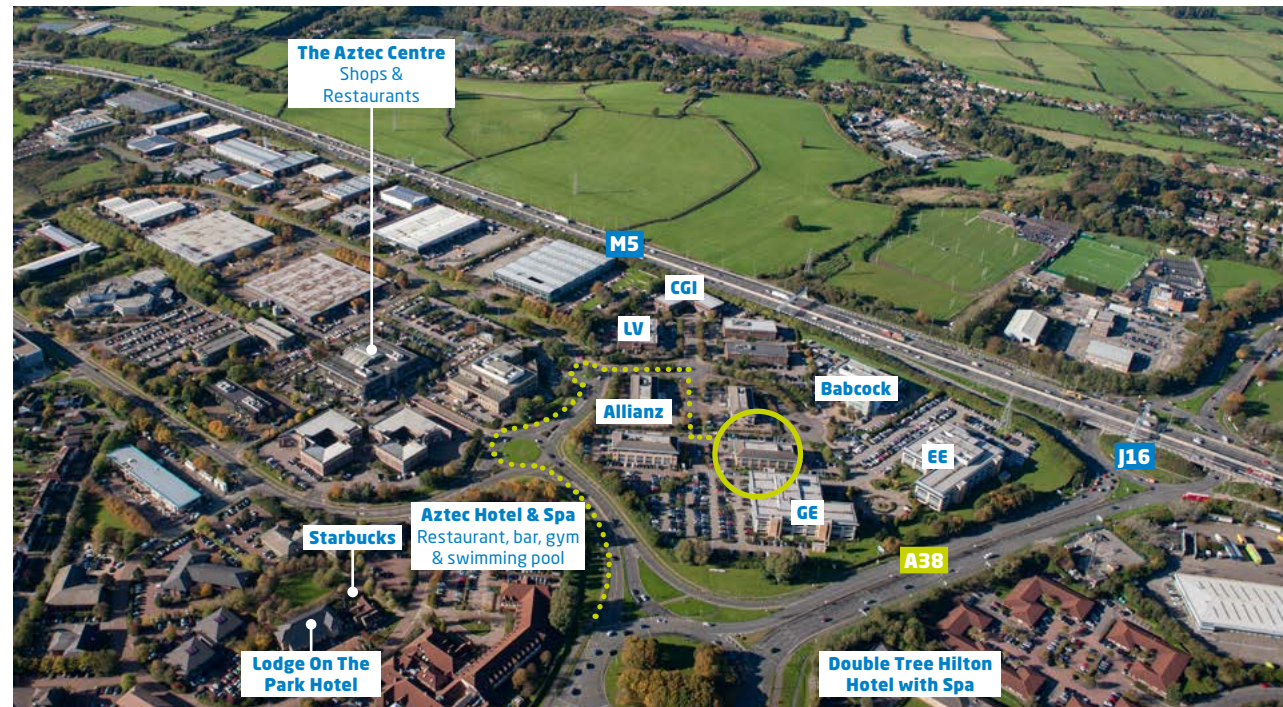 The Aztec Centre
Shops &
Restaurants
M5
CGI
LV
Babcock
Allianz
EE
J16
GE
Aztec Hotel & Spa
Restaurant, bar, gym
& swimming pool
Starbucks
A38
Lodge On The
Park Hotel
Double Tree Hilton
Hotel with Spa